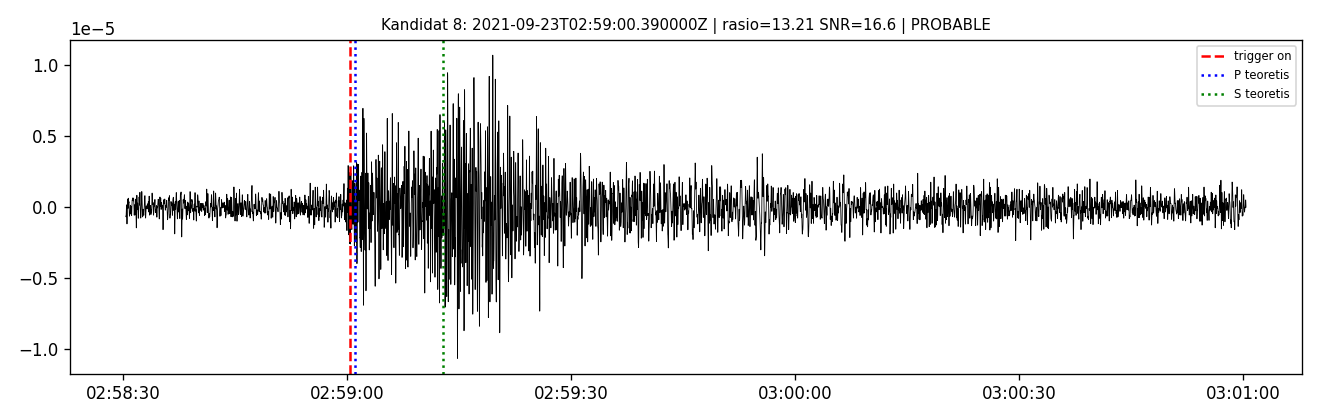 Kandidat 8: 2021-09-23T02:59:00.390000Z | rasio=13.21 SNR=16.6 | PROBABLE
1e−5
1.0
0.5
0.0
−0.5
−1.0
trigger on
P teoretis
S teoretis
02:58:30 02:59:00 02:59:30 03:00:00 03:00:30 03:01:00